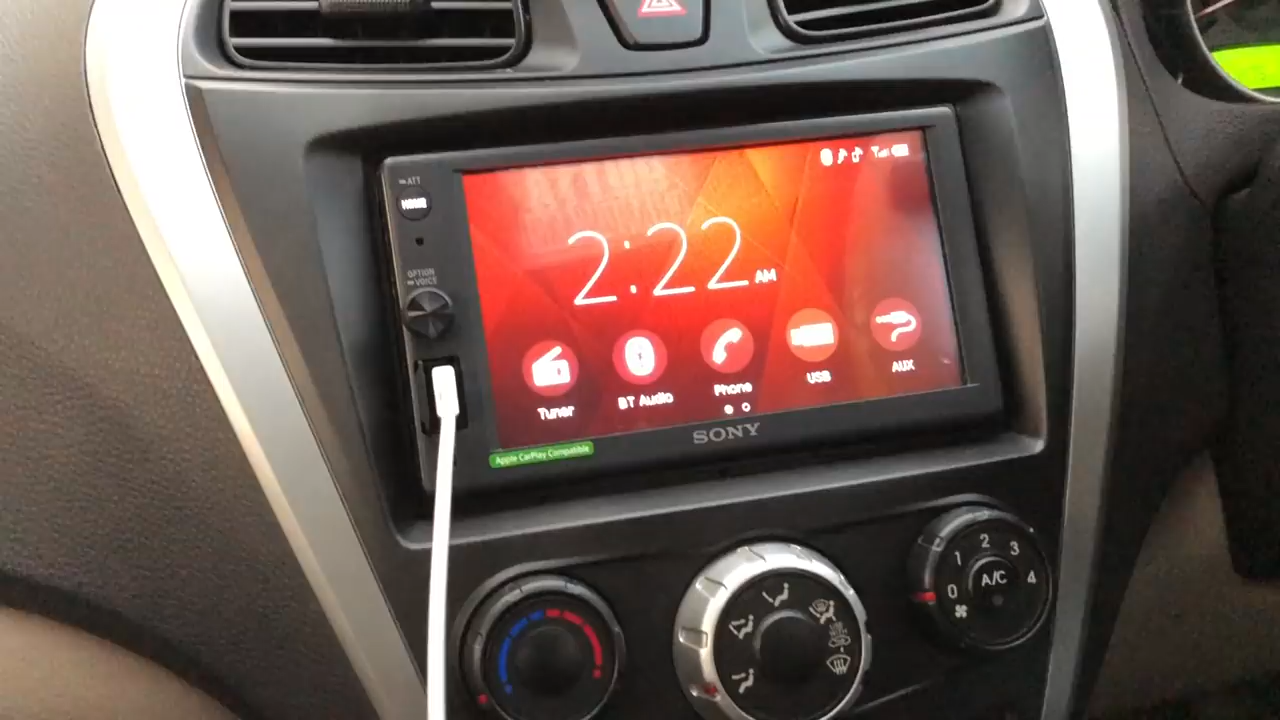 ATT
HOME
OPTION
VOICE
2:22 AM
Tuner
BT Audio
Phone
USB
AUX
SONY
Apple CarPlay Compatible
0 1 2 3 4
A/C